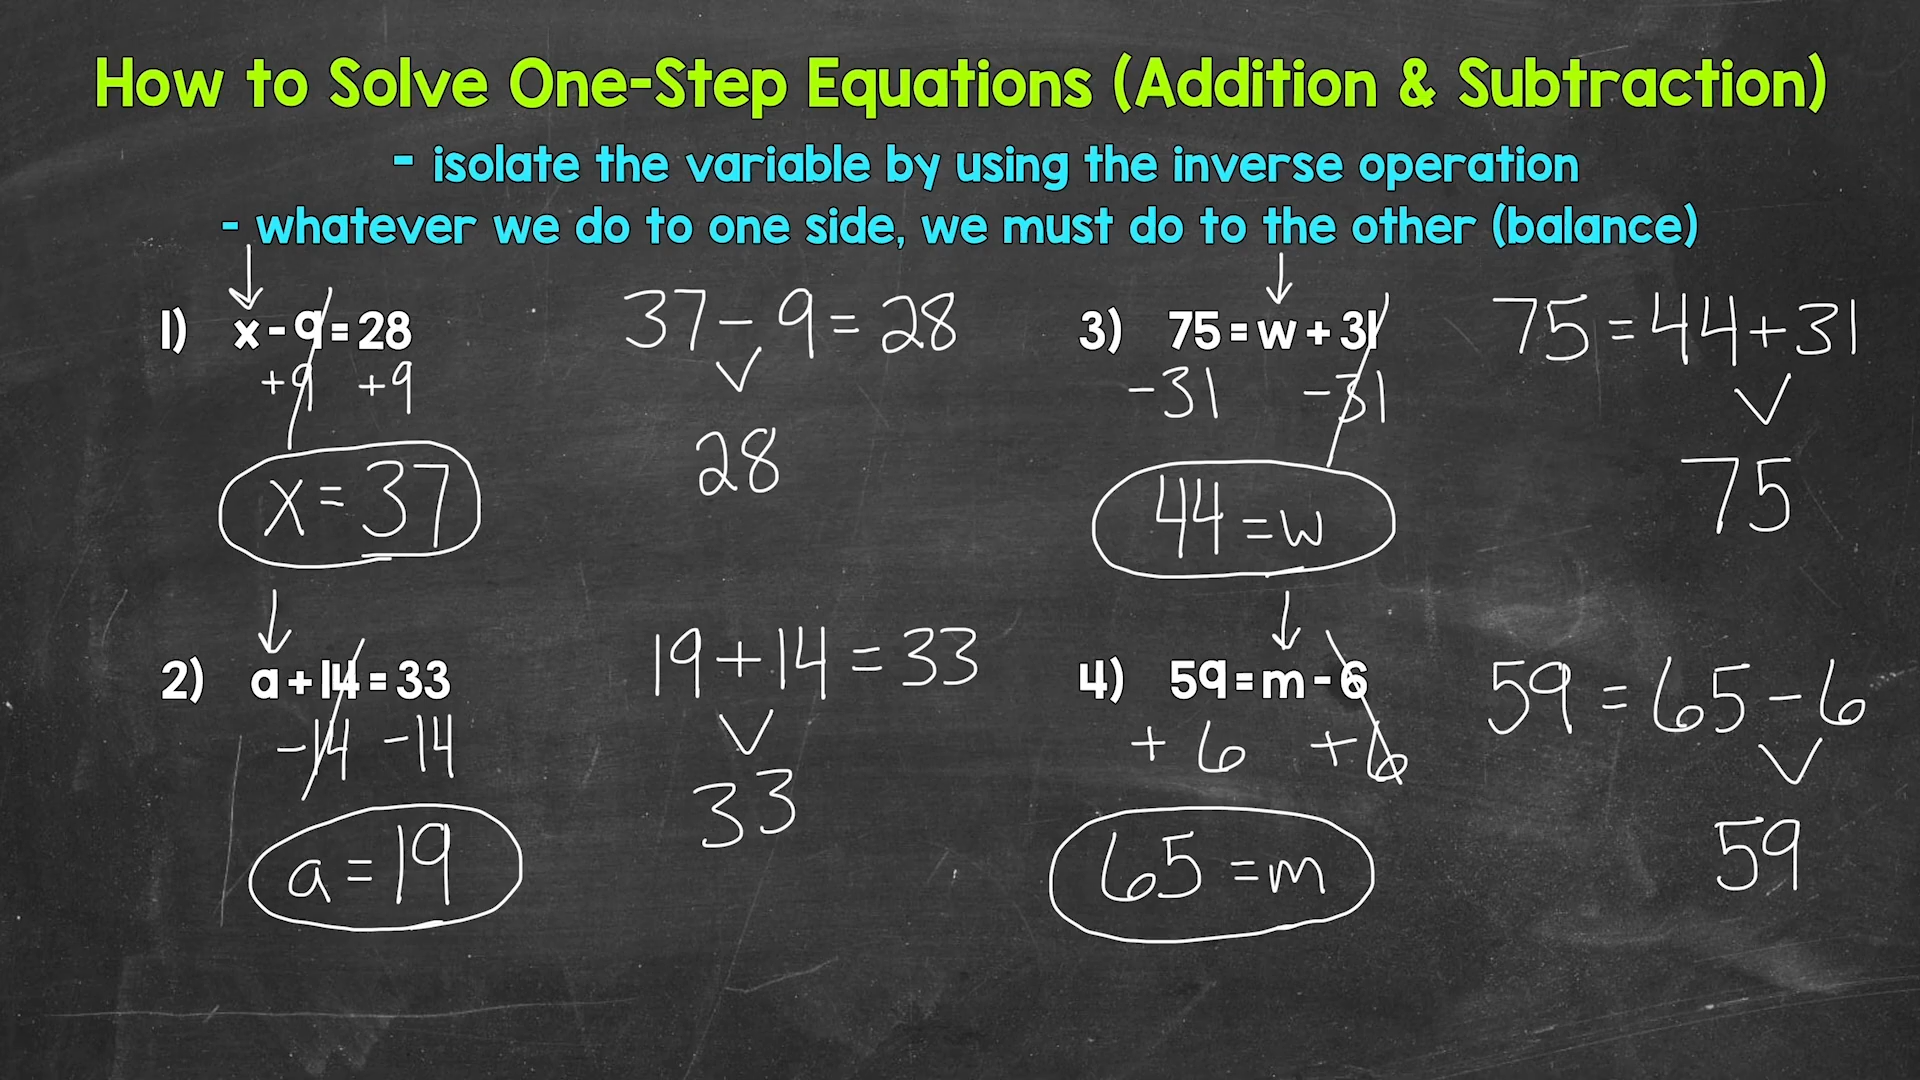 How to Solve One-Step Equations (Addition & Subtraction)
- isolate the variable by using the inverse operation
- whatever we do to one side, we must do to the other (balance)
1) x - 9 = 28
+9 +9
x = 37
37 - 9 = 28
28
2) a + 14 = 33
-14 -14
a = 19
19 + 14 = 33
33
3) 75 = w + 31
-31 -31
44 = w
75 = 44 + 31
75
4) 59 = m - 6
+ 6 + 6
65 = m
59 = 65 - 6
59